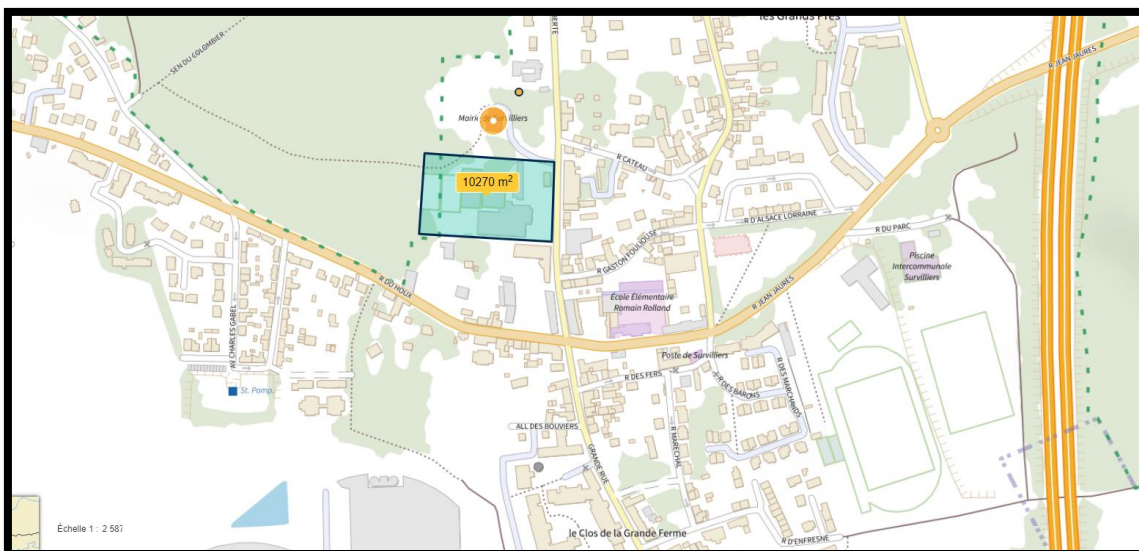 les Grands Prés
BERTE
R JEAN JAURES
SEN DU COLOMBIER
Mairie de Survilliers
R CATEAU
10270 m²
R D'ALSACE LORRAINE
R GASTON TOULOUSE
R DU PARC
Piscine
Intercommunale
Survilliers
R DU HOUX
R JEAN JAURES
École Élémentaire
Romain Rolland
AV CHARLES GABEL
Poste de Survilliers
R DES FERS
R DES BARONS
R DES MARCHANDS
St. Pomp.
ALL DES BOUVIERS
GRANDE RUE
R MARECHAL
Échelle 1 : 2 587
le Clos de la Grande Ferme
R D'ENFRESNE